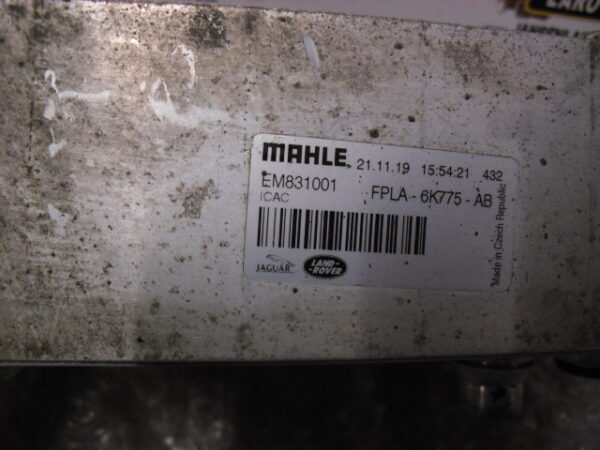 MAHLE 21.11.19 15:54:21 432
EM831001 FPLA - 6K775 - AB
ICAC
JAGUAR LAND-ROVER
Made in Czech Republic